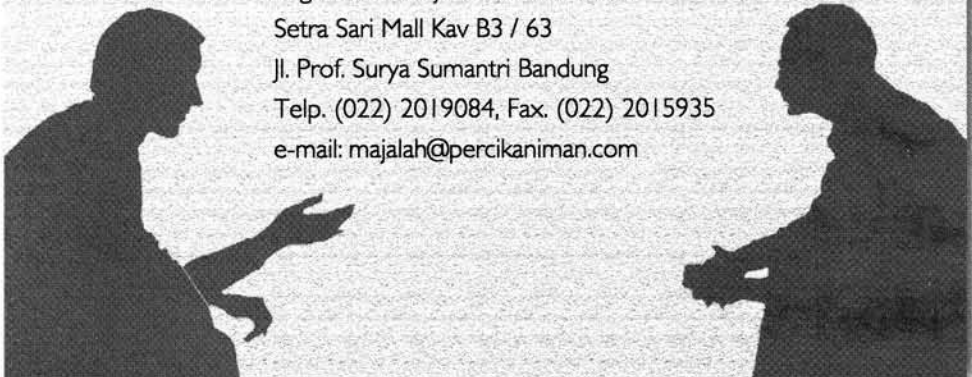 Setra Sari Mall Kav B3 / 63
Jl. Prof. Surya Sumantri Bandung
Telp. (022) 2019084, Fax. (022) 2015935
e-mail: majalah@percikaniman.com